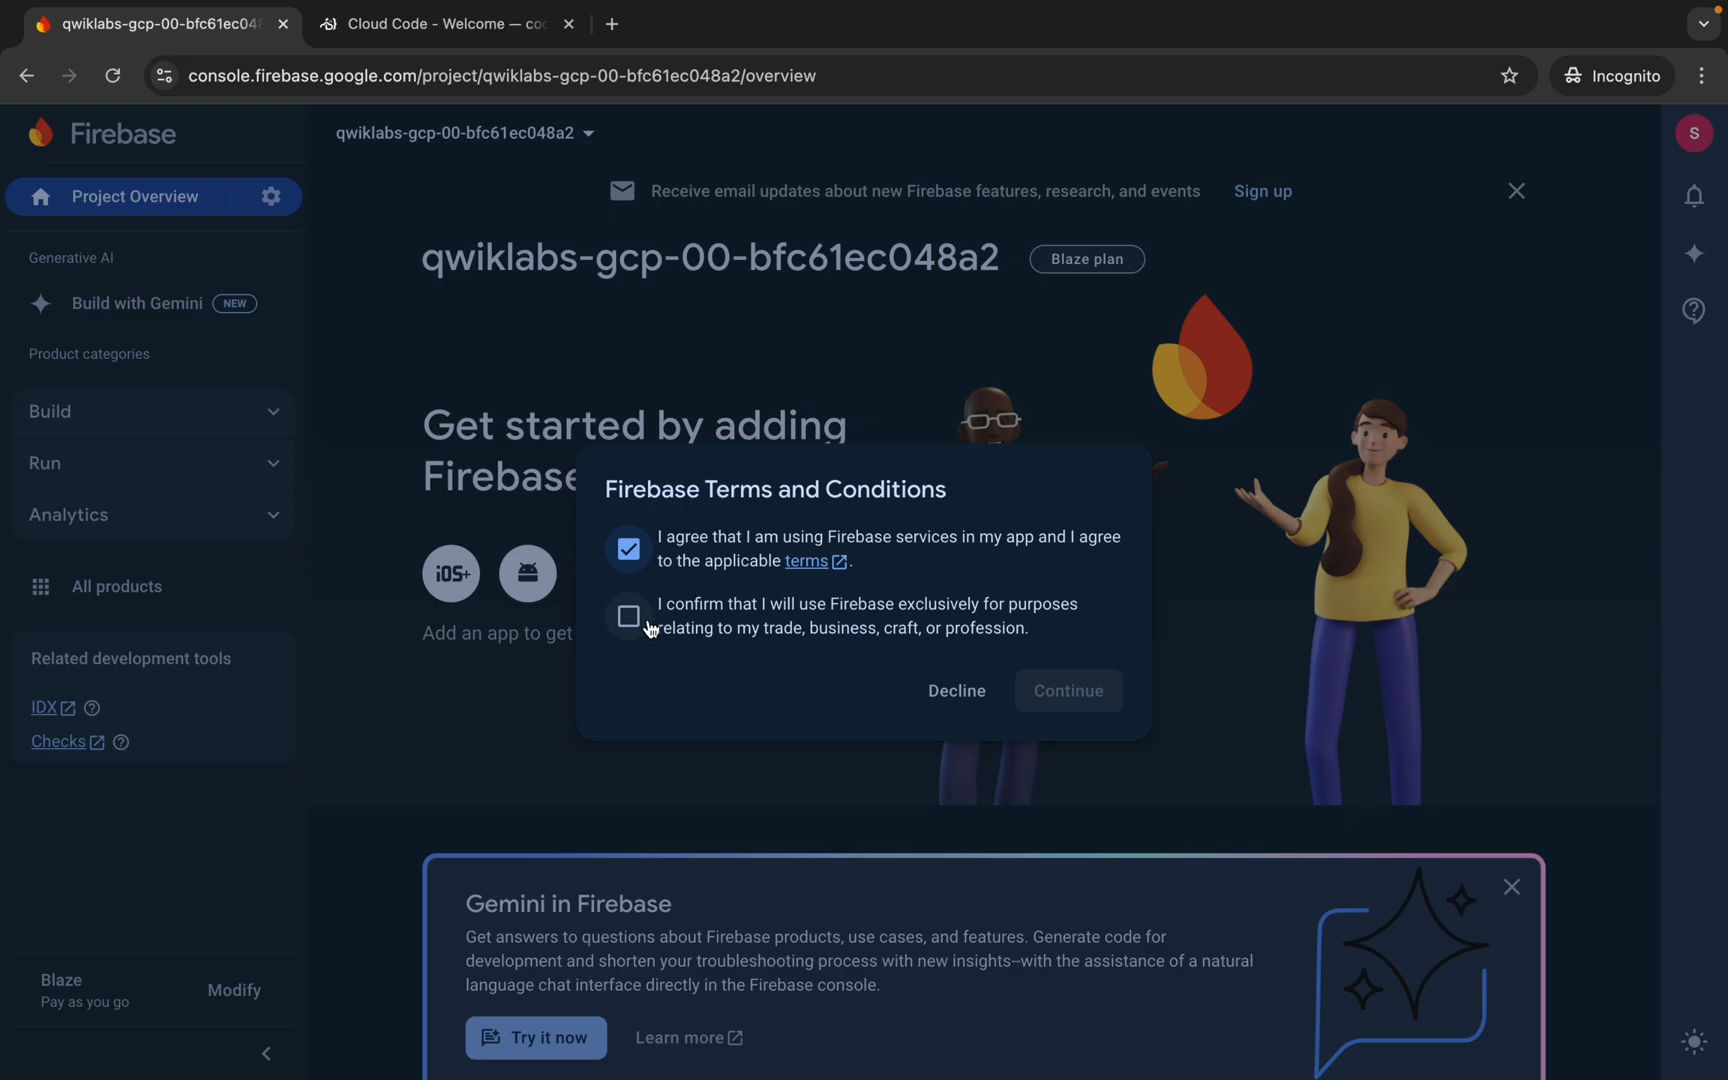 qwiklabs-gcp-00-bfc61ec04
Cloud Code - Welcome — co
console.firebase.google.com/project/qwiklabs-gcp-00-bfc61ec048a2/overview
Incognito
Firebase
qwiklabs-gcp-00-bfc61ec048a2
S
Receive email updates about new Firebase features, research, and events Sign up
Project Overview
qwiklabs-gcp-00-bfc61ec048a2 Blaze plan
Generative AI
Build with Gemini NEW
Product categories
Build
Run
Analytics
All products
Get started by adding
Firebase
iOS+
Add an app to get
Firebase Terms and Conditions
I agree that I am using Firebase services in my app and I agree
to the applicable terms.
I confirm that I will use Firebase exclusively for purposes
relating to my trade, business, craft, or profession.
Decline Continue
Related development tools
IDX
Checks
Gemini in Firebase
Get answers to questions about Firebase products, use cases, and features. Generate code for
development and shorten your troubleshooting process with new insights--with the assistance of a natural
language chat interface directly in the Firebase console.
Try it now Learn more
Blaze
Pay as you go
Modify